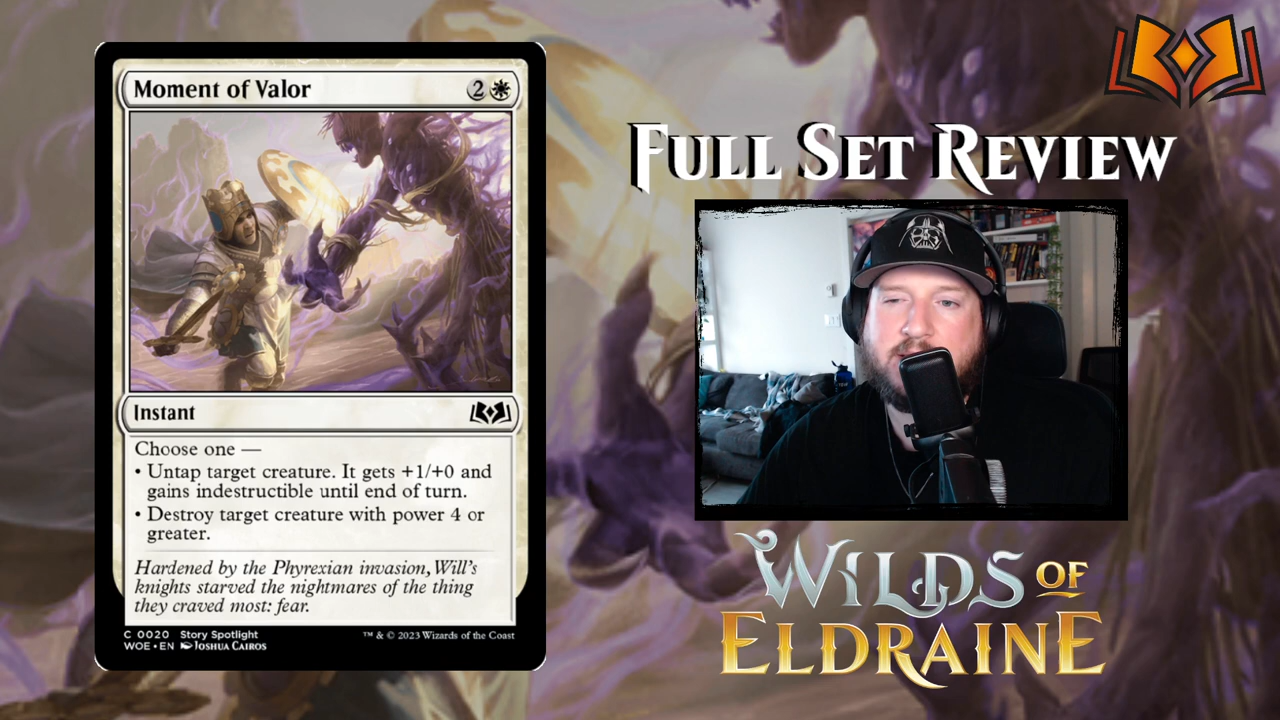 Moment of Valor 2
FULL SET REVIEW
Instant
Choose one —
• Untap target creature. It gets +1/+0 and
gains indestructible until end of turn.
• Destroy target creature with power 4 or
greater.
Hardened by the Phyrexian invasion, Will's
knights starved the nightmares of the thing
they craved most: fear.
C 0020 Story Spotlight
WOE • EN Joshua Cairos
™ & © 2023 Wizards of the Coast
WILDS OF
ELDRAINE